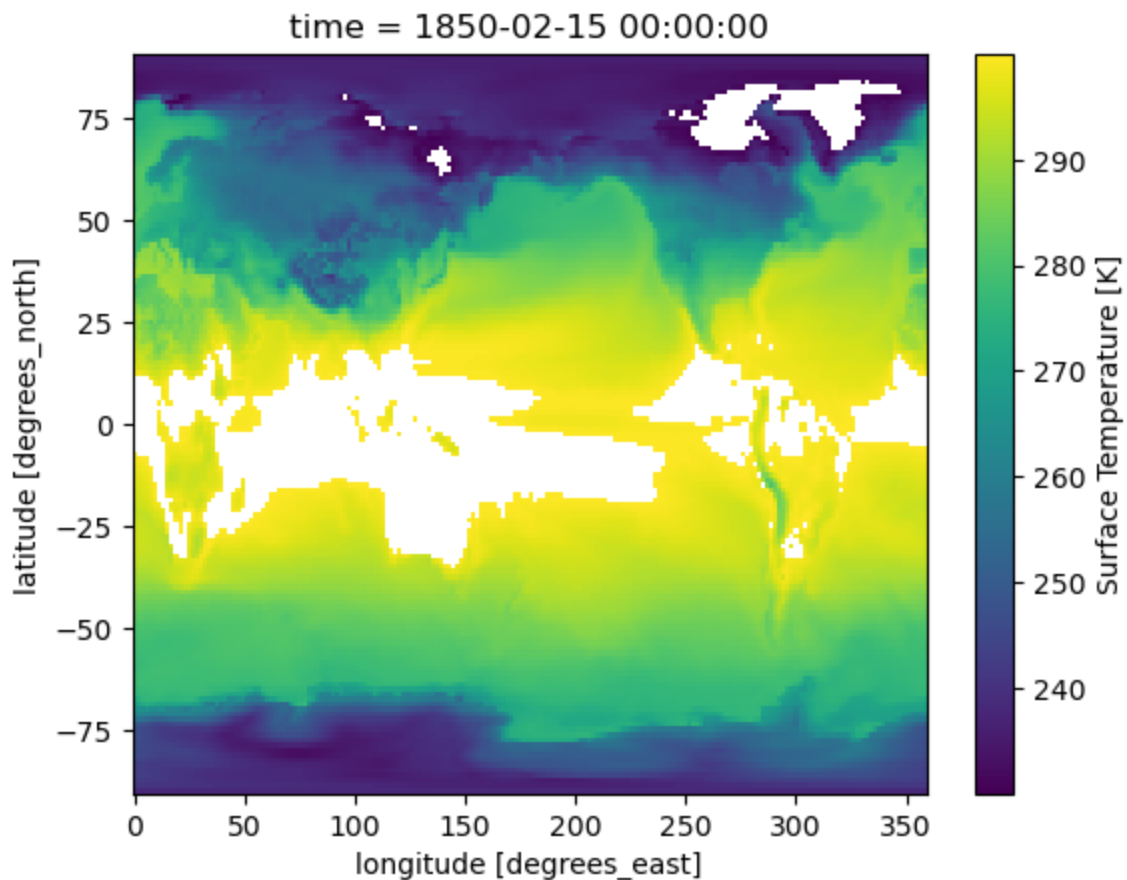 time = 1850-02-15 00:00:00
latitude [degrees_north]
75
50
25
0
−25
−50
−75
0 50 100 150 200 250 300 350
longitude [degrees_east]
290
280
270
260
250
240
Surface Temperature [K]